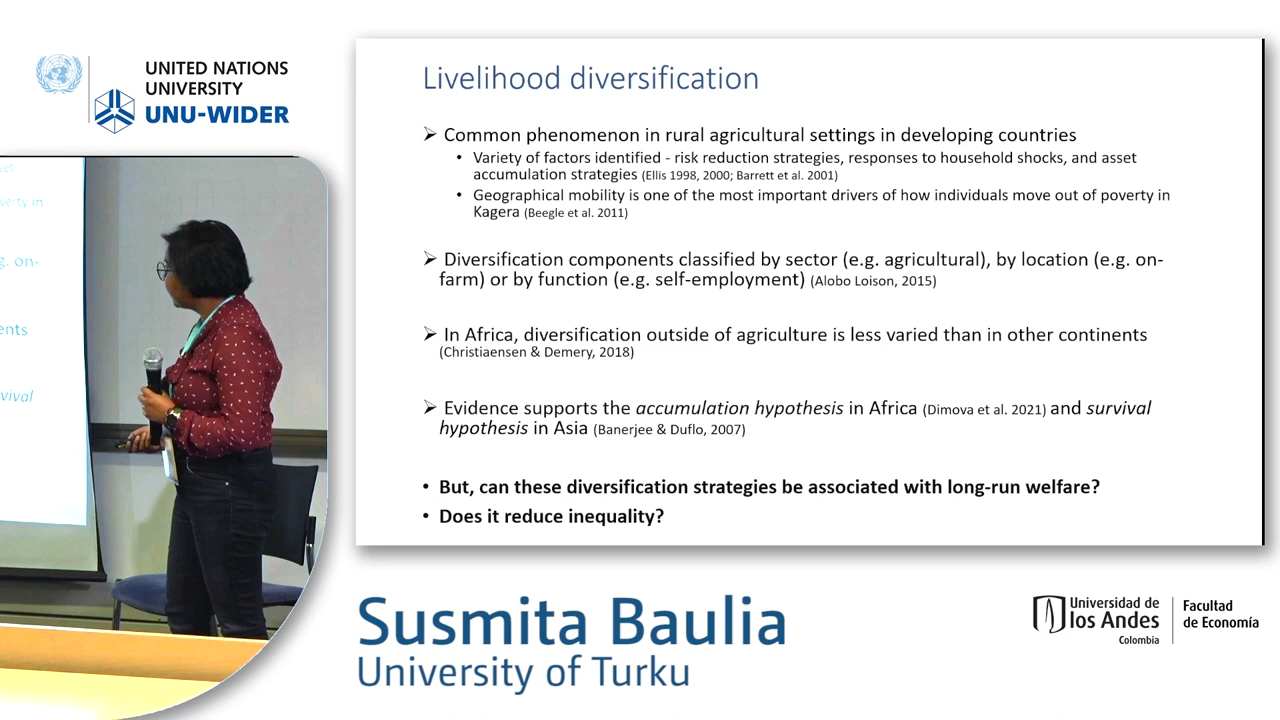 UNITED NATIONS
UNIVERSITY
UNU-WIDER
verty in
g. on-
ents
vival
Livelihood diversification
➢ Common phenomenon in rural agricultural settings in developing countries
• Variety of factors identified - risk reduction strategies, responses to household shocks, and asset
accumulation strategies (Ellis 1998, 2000; Barrett et al. 2001)
• Geographical mobility is one of the most important drivers of how individuals move out of poverty in
Kagera (Beegle et al. 2011)
➢ Diversification components classified by sector (e.g. agricultural), by location (e.g. on-
farm) or by function (e.g. self-employment) (Alobo Loison, 2015)
➢ In Africa, diversification outside of agriculture is less varied than in other continents
(Christiaensen & Demery, 2018)
➢ Evidence supports the accumulation hypothesis in Africa (Dimova et al. 2021) and survival
hypothesis in Asia (Banerjee & Duflo, 2007)
• But, can these diversification strategies be associated with long-run welfare?
• Does it reduce inequality?
Susmita Baulia
University of Turku
Universidad de
los Andes
Colombia
Facultad
de Economía